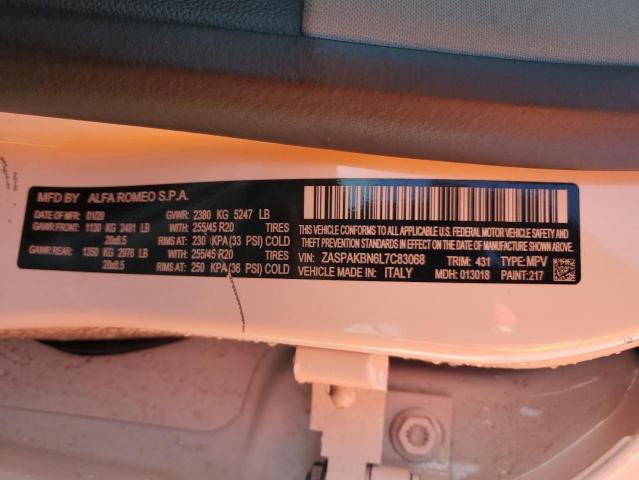 MFD BY ALFA ROMEO S.P.A.
DATE OF MFR: 01/20 GVWR: 2380 KG 5247 LB
GAWR FRONT: 1130 KG 2491 LB WITH: 255/45 R20 TIRES
20x8.5 RIMS AT: 230 KPA (33 PSI) COLD
GAWR REAR: 1350 KG 2976 LB WITH: 255/45 R20 TIRES
20x8.5 RIMS AT: 250 KPA (36 PSI) COLD
THIS VEHICLE CONFORMS TO ALL APPLICABLE U.S. FEDERAL MOTOR VEHICLE SAFETY
AND THEFT PREVENTION STANDARDS IN EFFECT ON THE DATE OF MANUFACTURE SHOWN ABOVE.
VIN: ZASPAKBN6L7C83068 TRIM: 431 TYPE: MPV
MADE IN: ITALY MDH: 013018 PAINT: 217